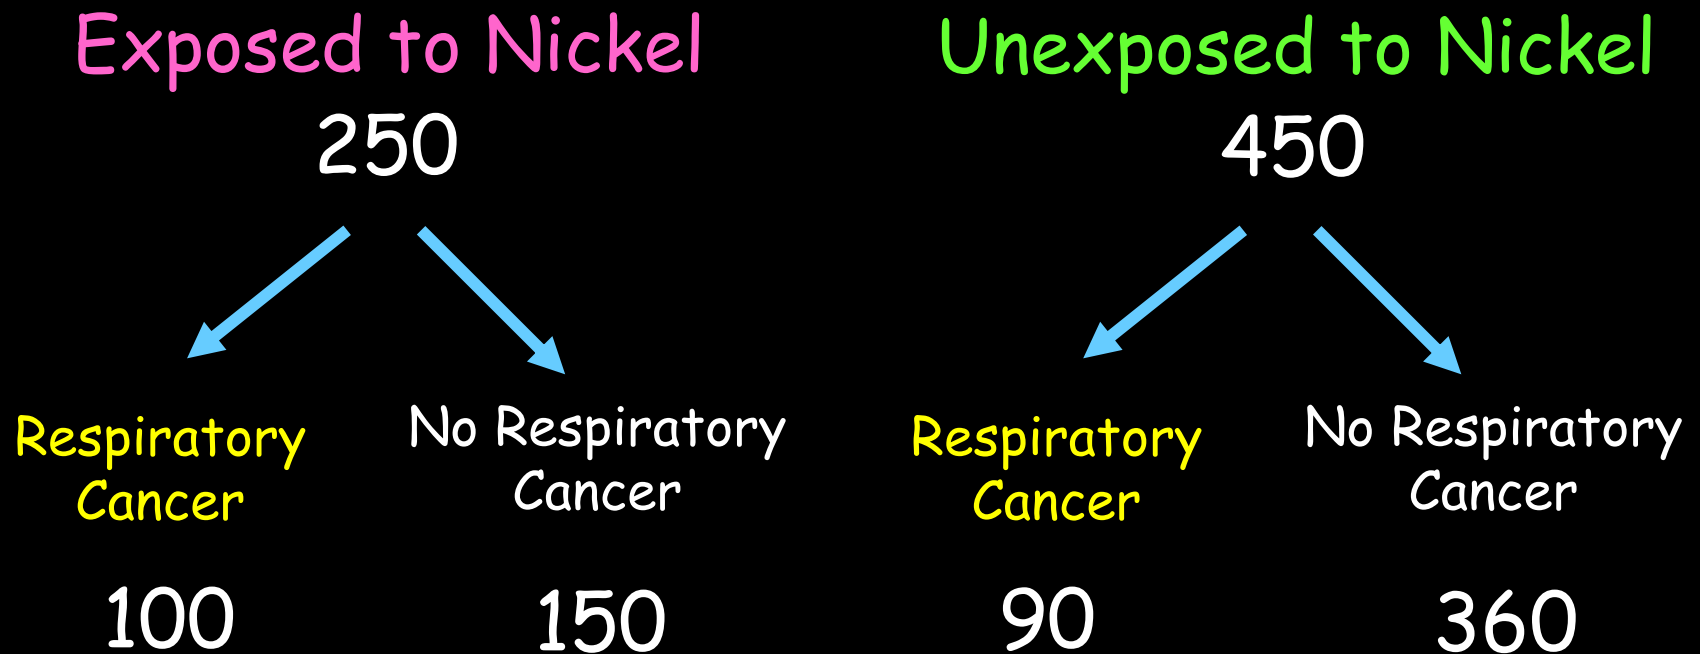 Exposed to Nickel
250
Respiratory
Cancer
100
No Respiratory
Cancer
150
Unexposed to Nickel
450
Respiratory
Cancer
90
No Respiratory
Cancer
360